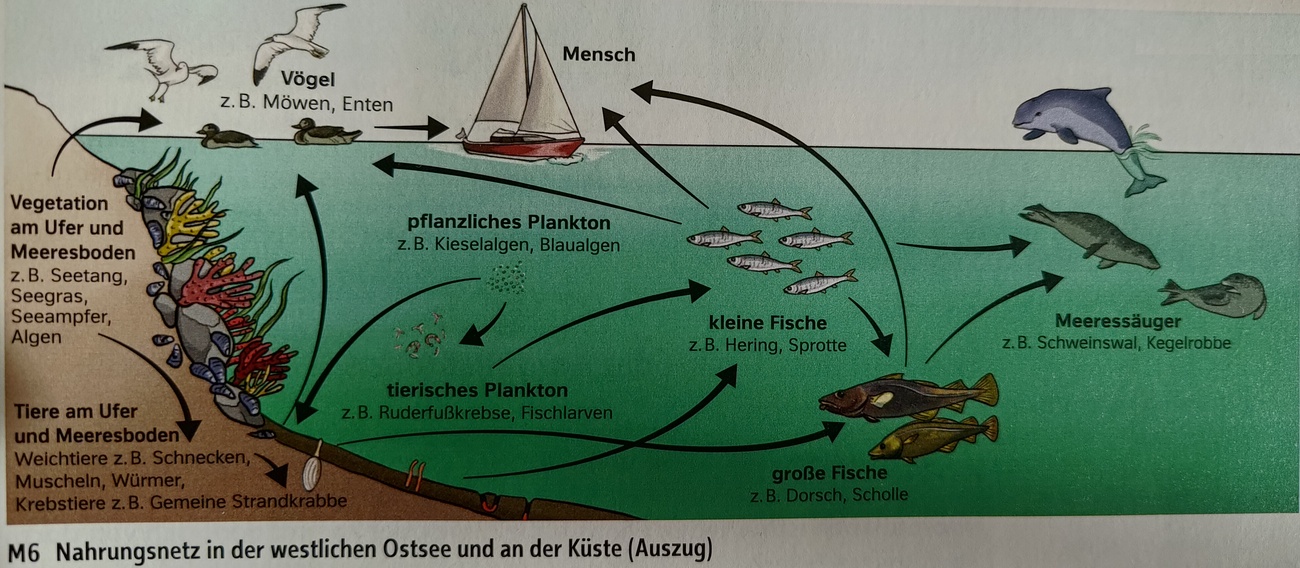 Mensch
Vögel
z. B. Möwen, Enten
Vegetation
am Ufer und
Meeresboden
z. B. Seetang,
Seegras,
Seeampfer,
Algen
pflanzliches Plankton
z. B. Kieselalgen, Blaualgen
kleine Fische
z. B. Hering, Sprotte
Meeressäuger
z. B. Schweinswal, Kegelrobbe
tierisches Plankton
z. B. Ruderfußkrebse, Fischlarven
Tiere am Ufer
und Meeresboden
Weichtiere z. B. Schnecken,
Muscheln, Würmer,
Krebstiere z. B. Gemeine Strandkrabbe
große Fische
z. B. Dorsch, Scholle
M6 Nahrungsnetz in der westlichen Ostsee und an der Küste (Auszug)